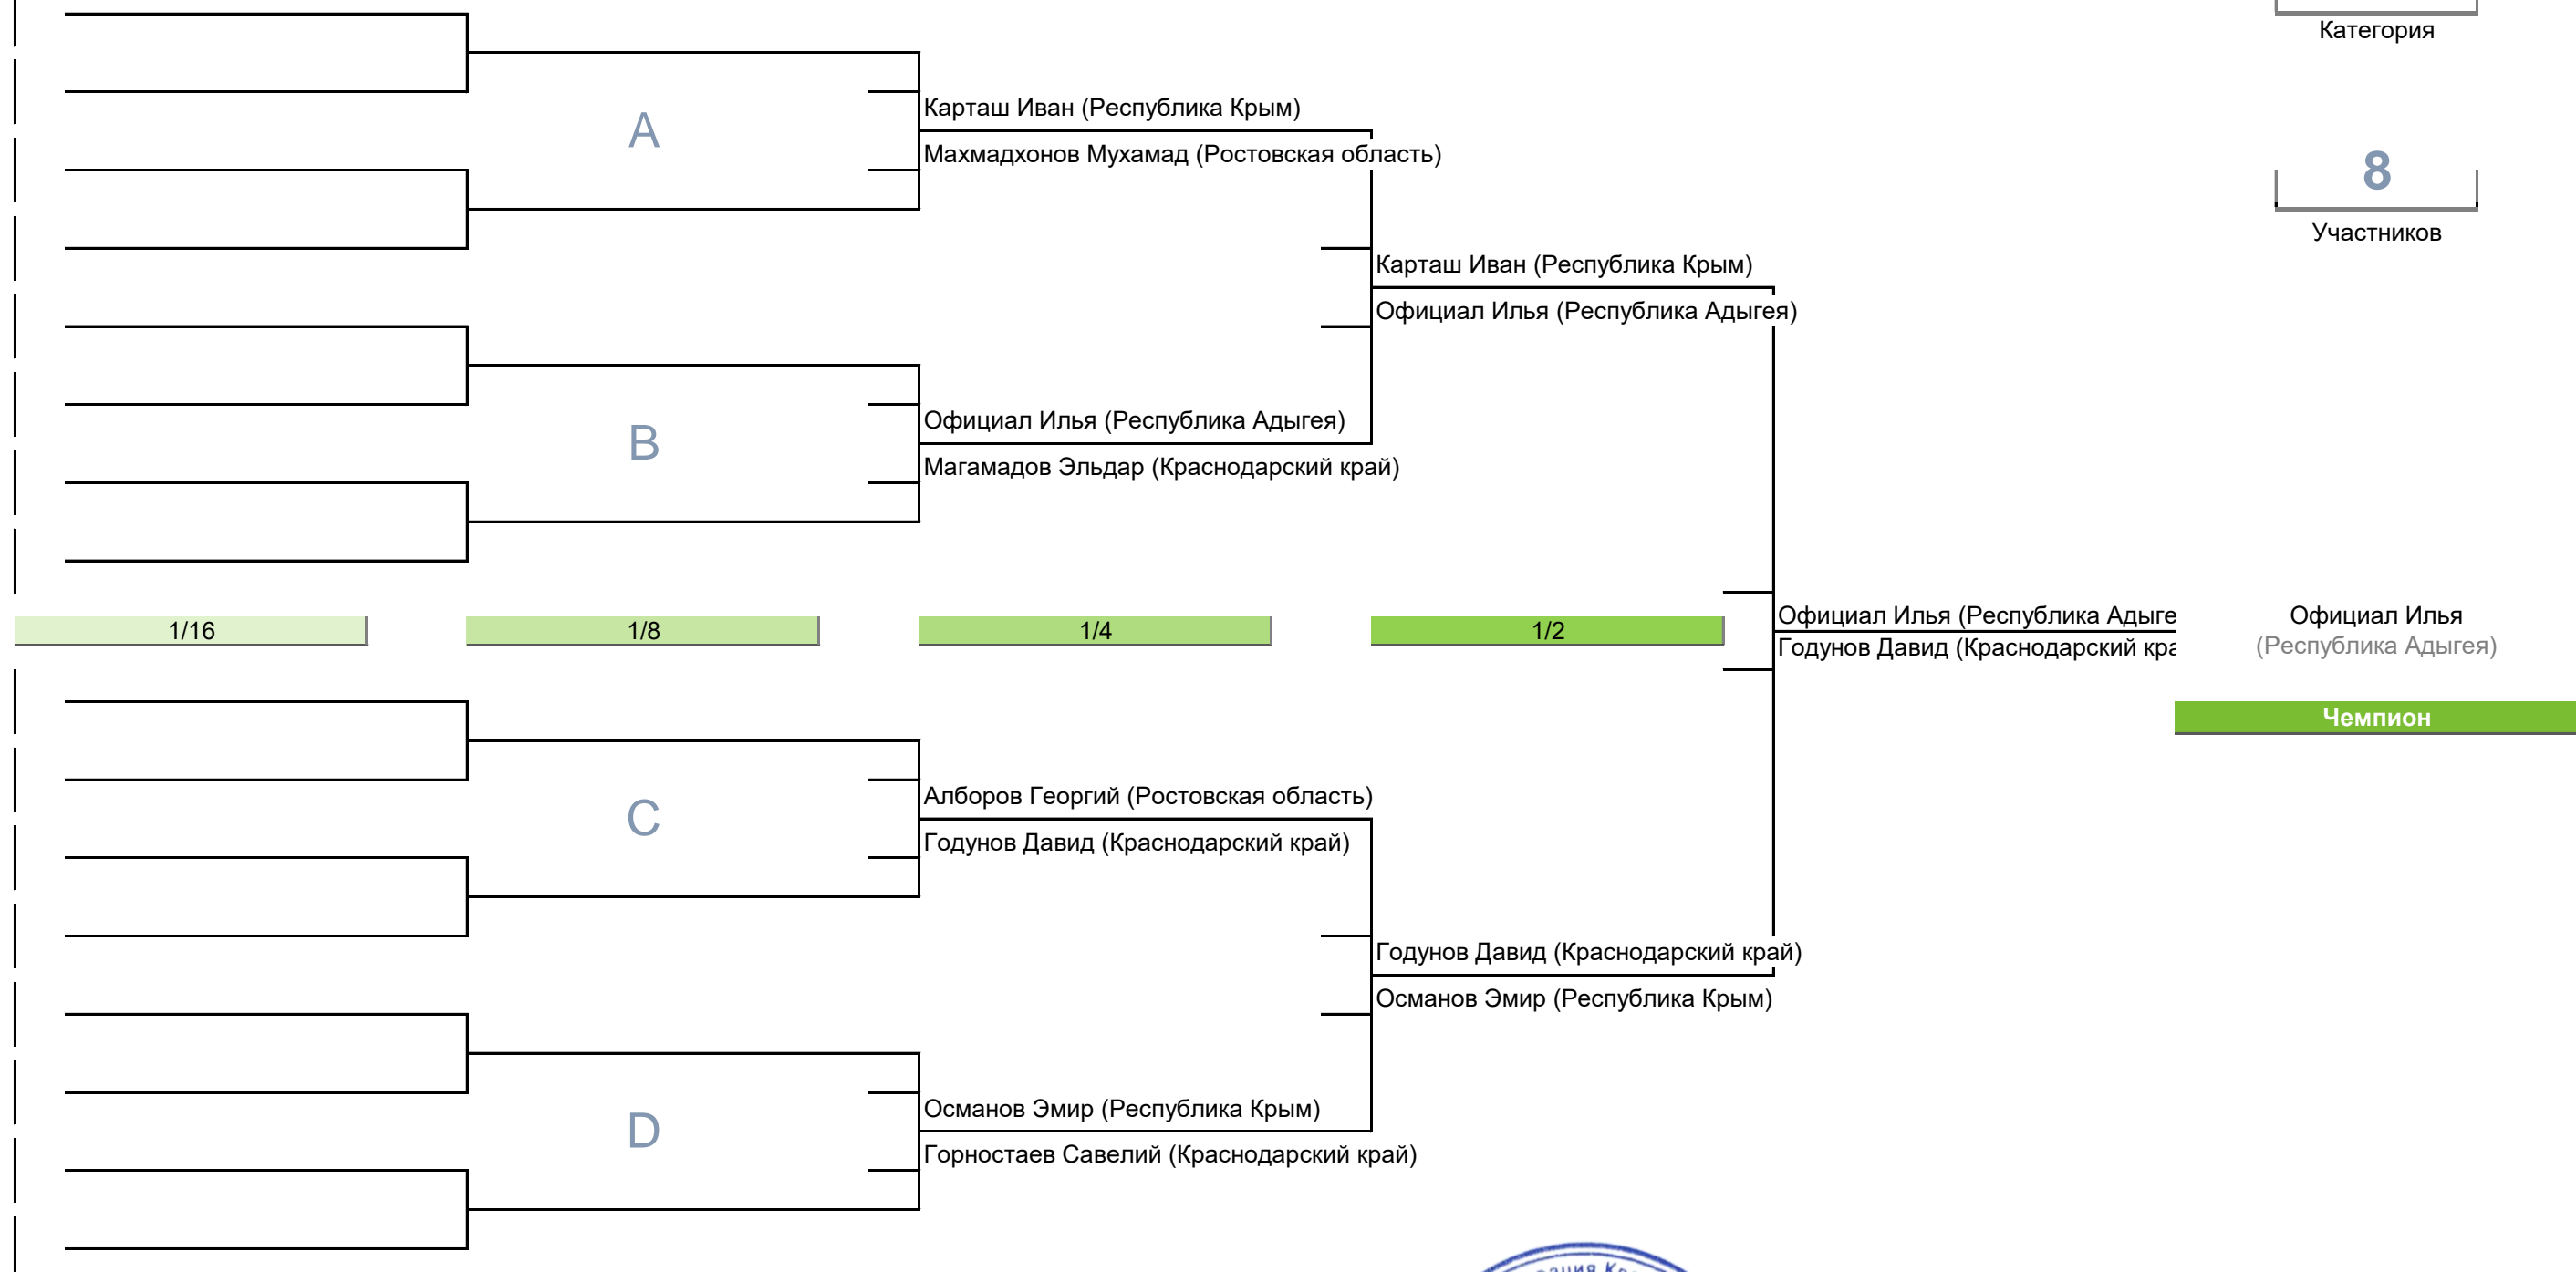 Категория
Карташ Иван (Республика Крым)
A
Махмадхонов Мухамад (Ростовская область)
8
Участников
Карташ Иван (Республика Крым)
Официал Илья (Республика Адыгея)
Официал Илья (Республика Адыгея)
B
Магамадов Эльдар (Краснодарский край)
1/16
1/8
1/4
1/2
Официал Илья (Республика Адыге
Годунов Давид (Краснодарский кра
Официал Илья
(Республика Адыгея)
Чемпион
Алборов Георгий (Ростовская область)
C
Годунов Давид (Краснодарский край)
Годунов Давид (Краснодарский край)
Османов Эмир (Республика Крым)
Османов Эмир (Республика Крым)
D
Горностаев Савелий (Краснодарский край)